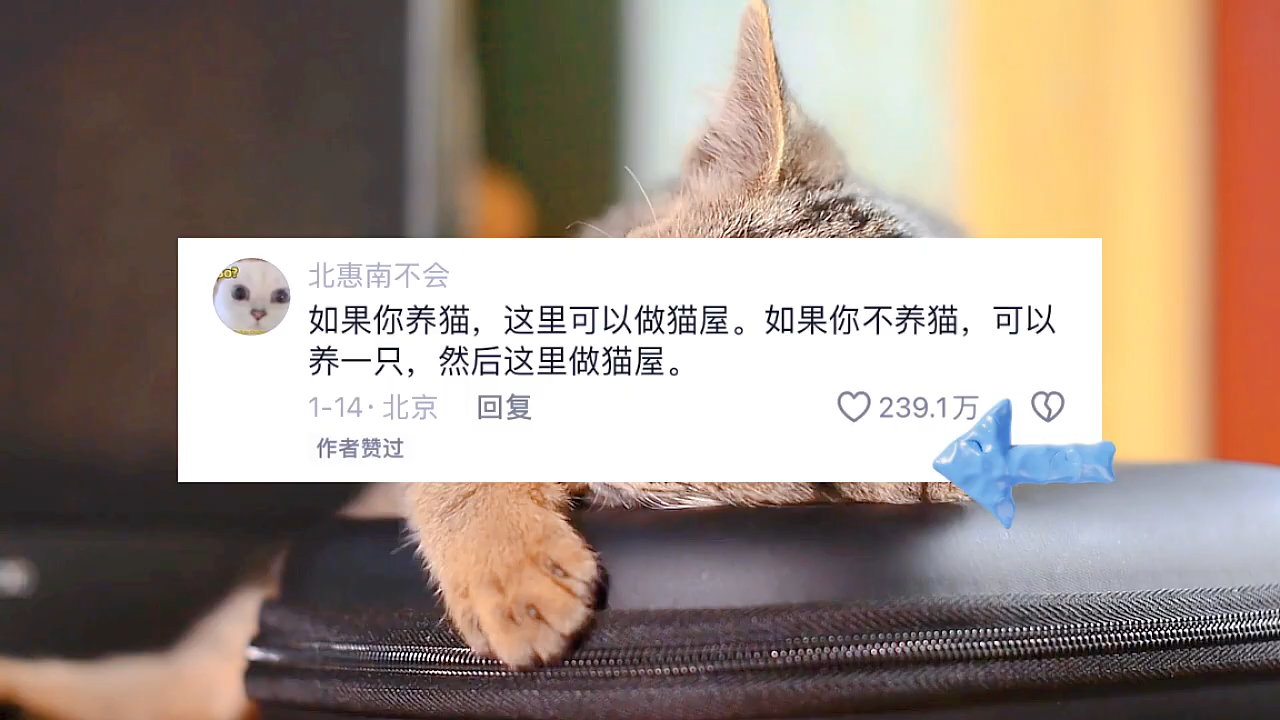 北惠南不会
如果你养猫，这里可以做猫屋。如果你不养猫，可以
养一只，然后这里做猫屋。
1-14·北京 回复 239.1万
作者赞过